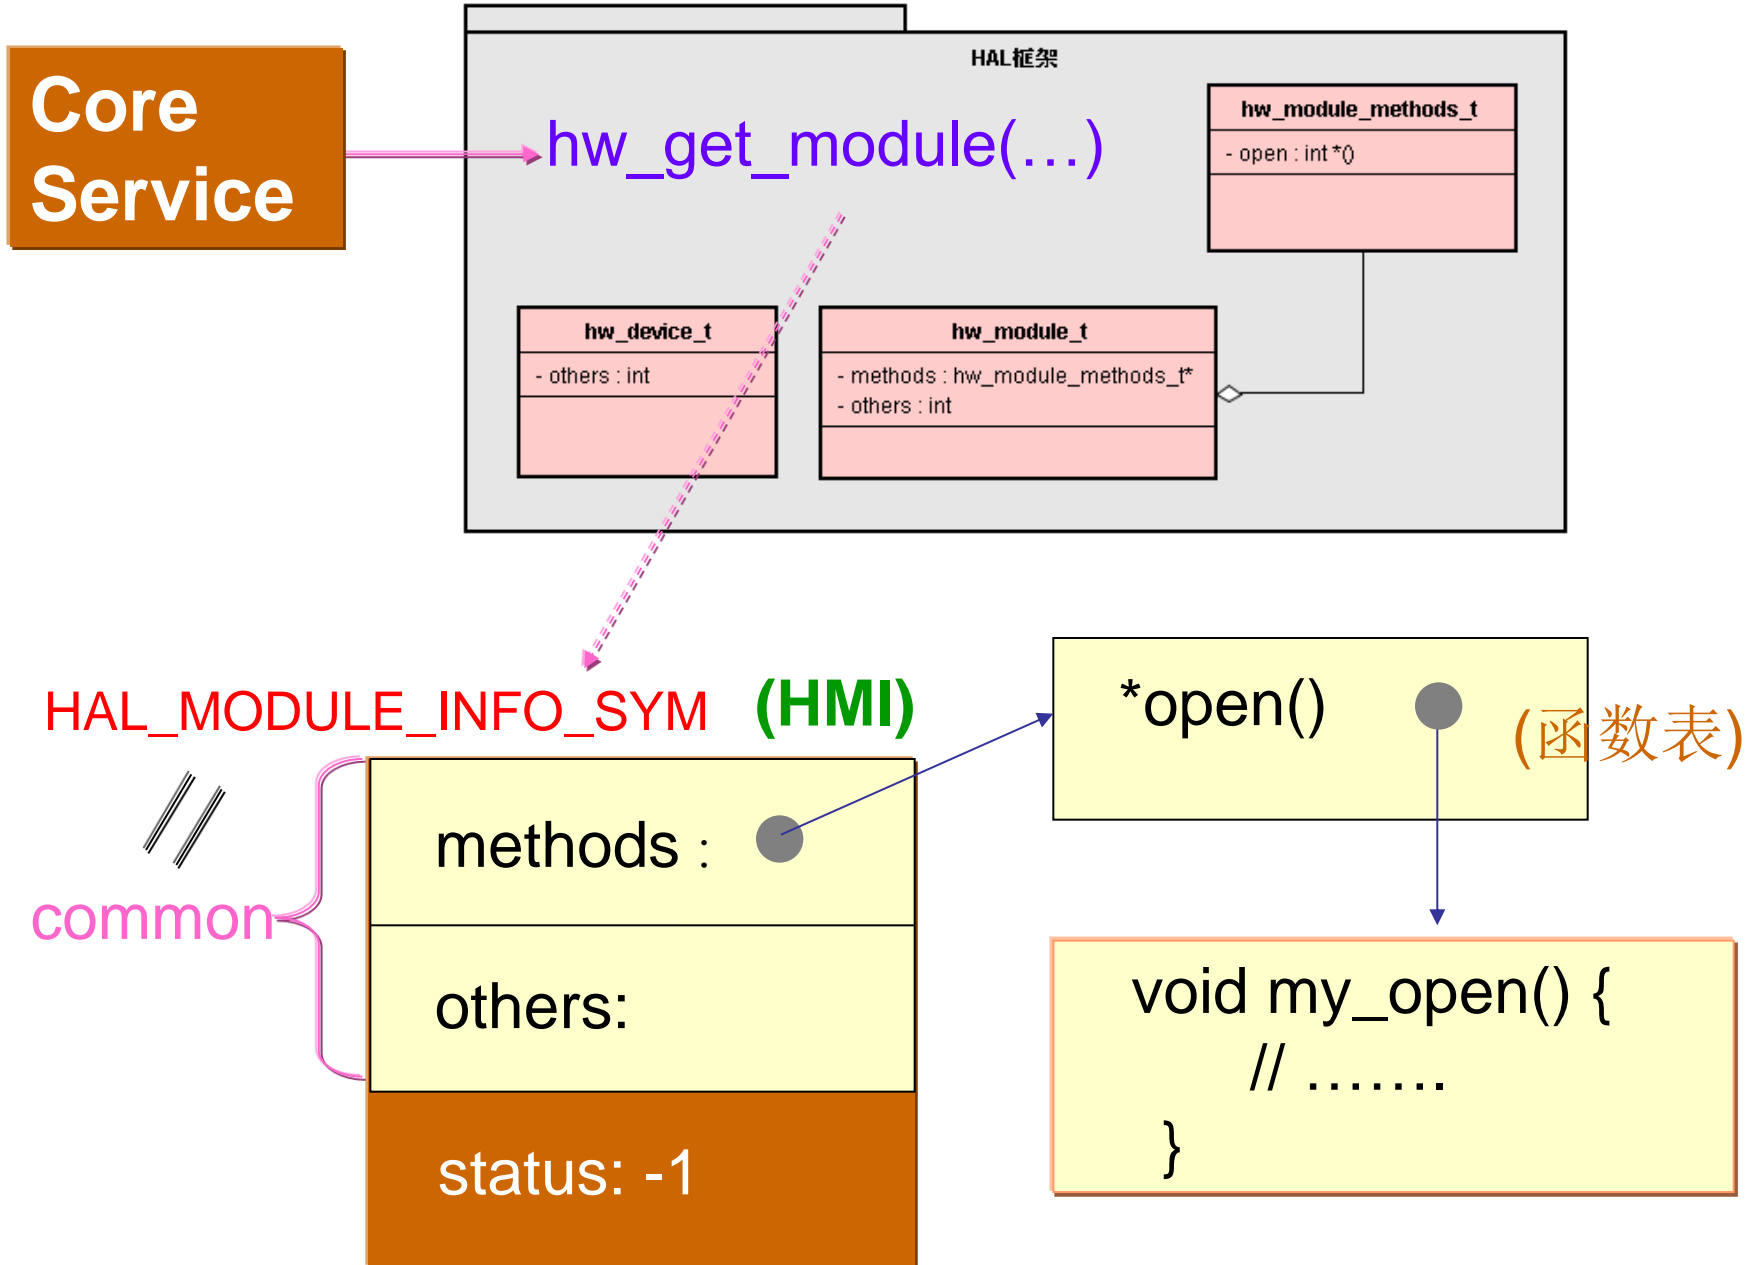 HAL框架
Core
Service
hw_get_module(...)
hw_module_methods_t
- open : int *()
hw_device_t
- others : int
hw_module_t
- methods : hw_module_methods_t*
- others : int
HAL_MODULE_INFO_SYM (HMI)
*open()
(函数表)
methods :
common
others:
status: -1
void my_open() {
// .......
}